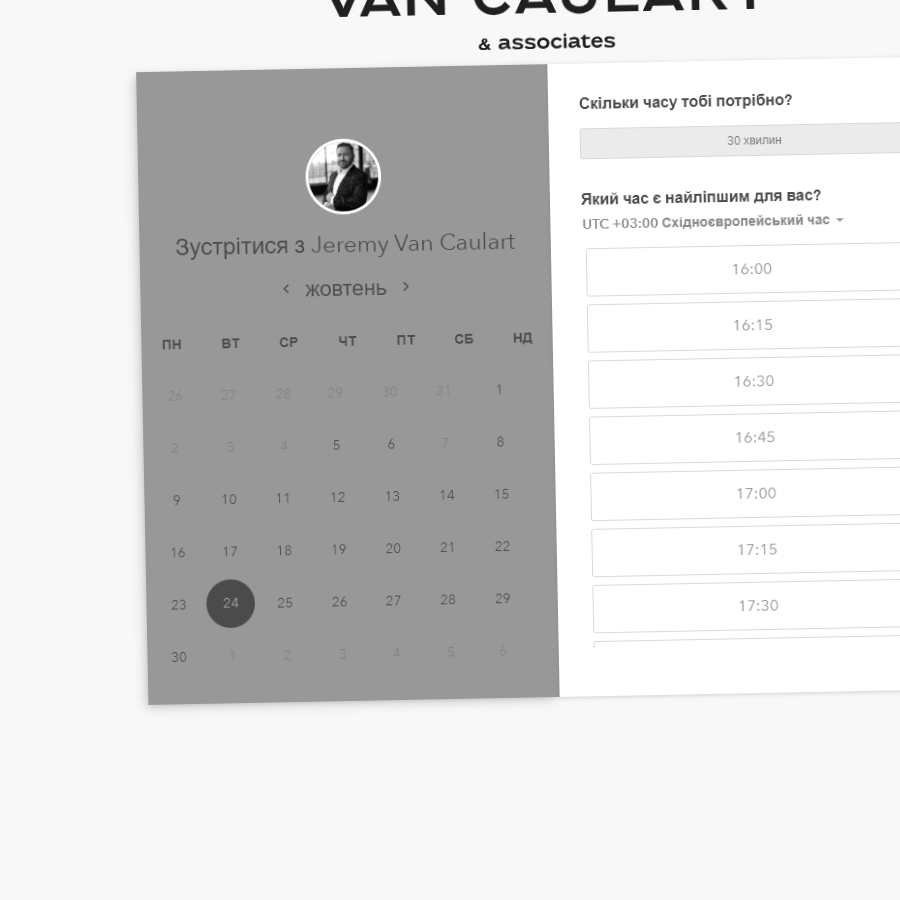 VAN CAULART
& associates
Зустрітися з Jeremy Van Caulart
жовтень
ПН ВТ СР ЧТ ПТ СБ НД
26 27 28 29 30 31 1
2 3 4 5 6 7 8
9 10 11 12 13 14 15
16 17 18 19 20 21 22
23 24 25 26 27 28 29
30 1 2 3 4 5 6
Скільки часу тобі потрібно?
30 хвилин
Який час є найліпшим для вас?
UTC +03:00 Східноєвропейський час
16:00
16:15
16:30
16:45
17:00
17:15
17:30